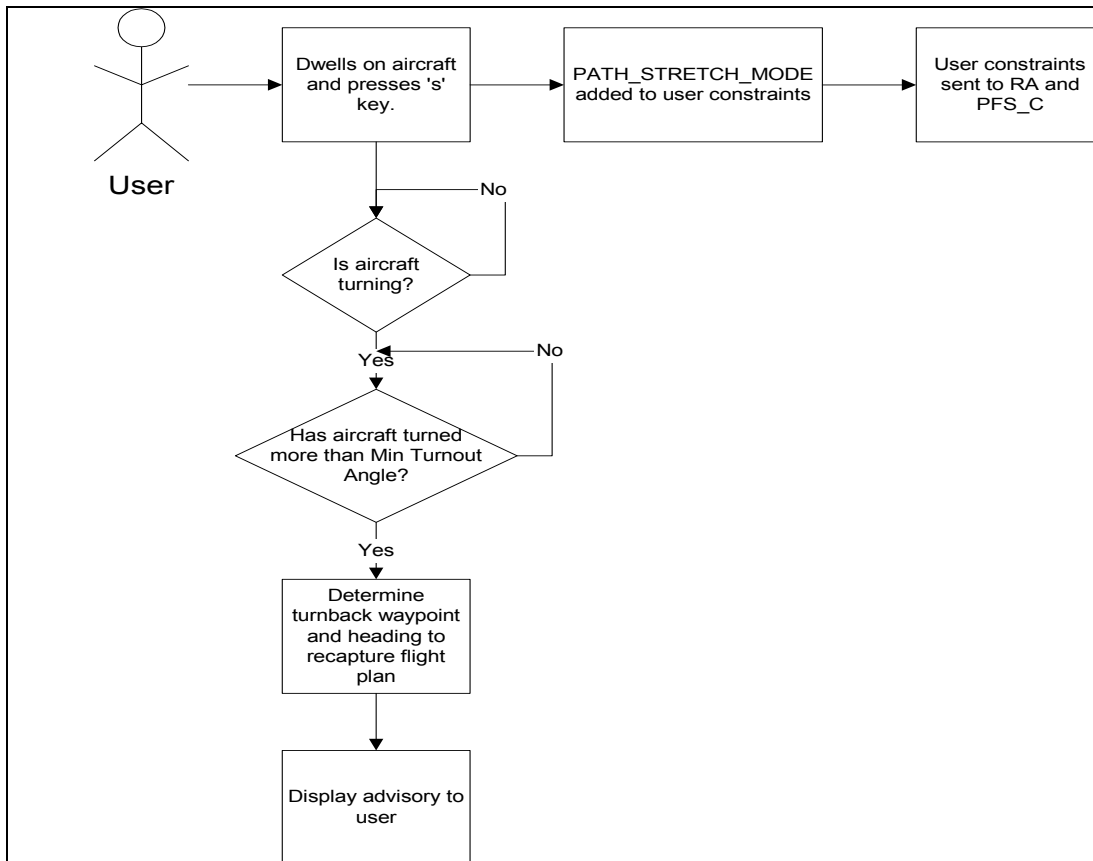 User
Dwells on aircraft
and presses 's'
key.
PATH_STRETCH_MODE
added to user constraints
User constraints
sent to RA and
PFS_C
No
Is aircraft
turning?
Yes
No
Has aircraft turned
more than Min Turnout
Angle?
Yes
Determine
turnback waypoint
and heading to
recapture flight
plan
Display advisory to
user